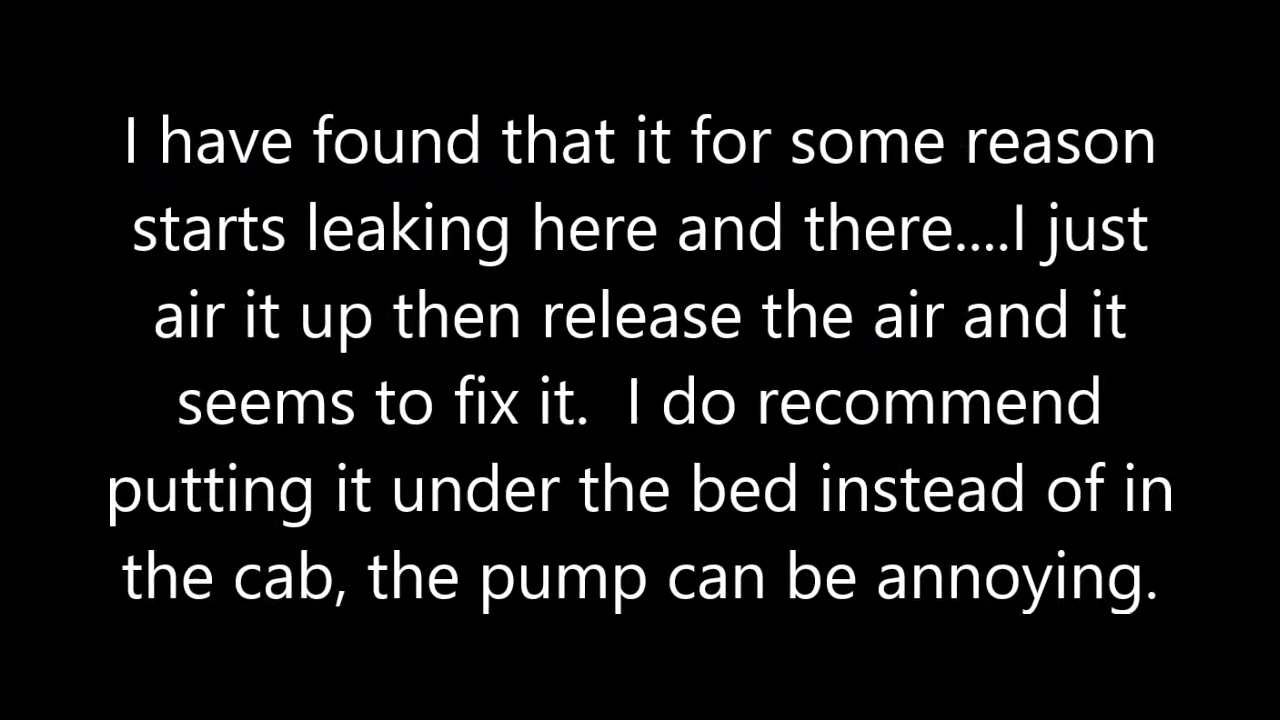 I have found that it for some reason
starts leaking here and there....I just
air it up then release the air and it
seems to fix it.  I do recommend
putting it under the bed instead of in
the cab, the pump can be annoying.